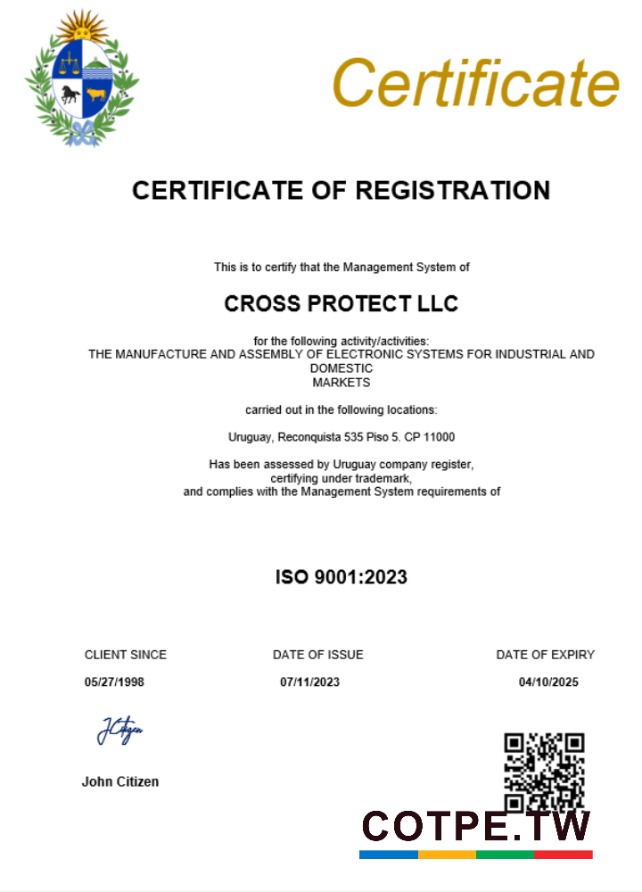 Certificate
CERTIFICATE OF REGISTRATION
This is to certify that the Management System of
CROSS PROTECT LLC
for the following activity/activities:
THE MANUFACTURE AND ASSEMBLY OF ELECTRONIC SYSTEMS FOR INDUSTRIAL AND
DOMESTIC
MARKETS
carried out in the following locations:
Uruguay, Reconquista 535 Piso 5. CP 11000
Has been assessed by Uruguay company register,
certifying under trademark,
and complies with the Management System requirements of
ISO 9001:2023
CLIENT SINCE DATE OF ISSUE DATE OF EXPIRY
05/27/1998 07/11/2023 04/10/2025
JCitizen
John Citizen
COTPE.TW